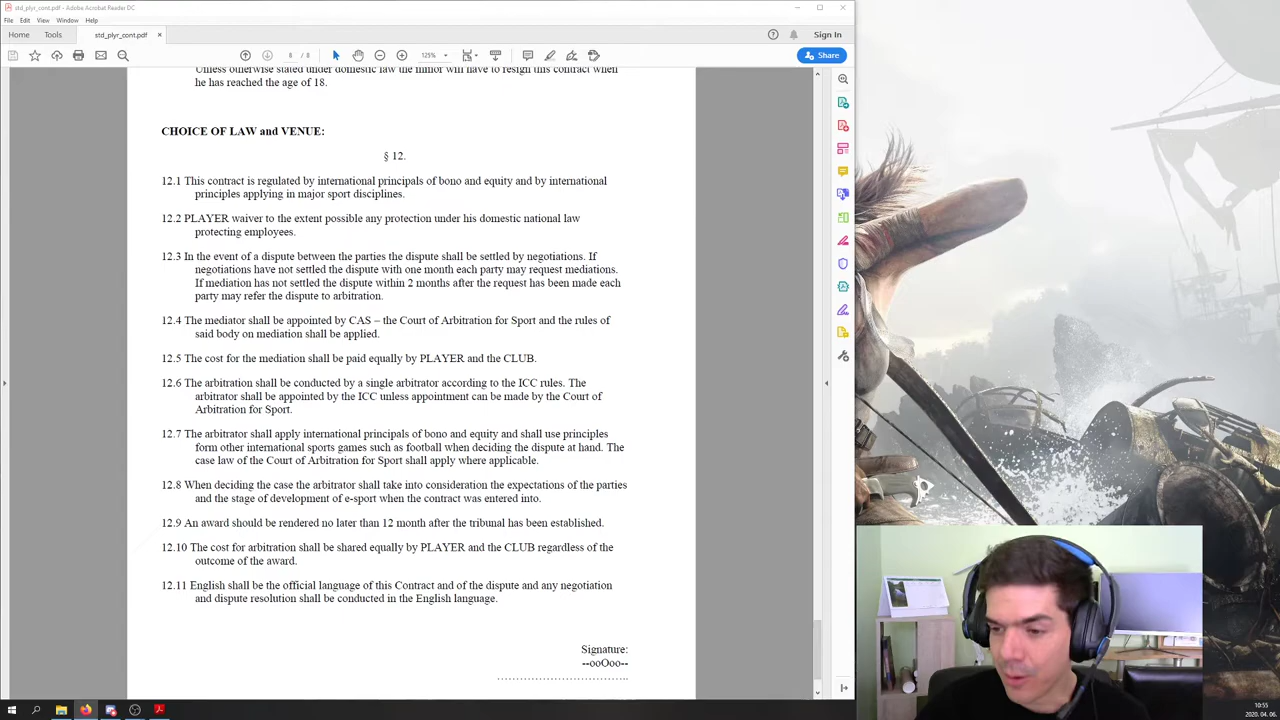 std_plyr_cont.pdf - Adobe Acrobat Reader DC
File Edit View Window Help
Home Tools std_plyr_cont.pdf × Sign In
8 / 8 125% Share
Unless otherwise stated under domestic law the minor will have to resign this contract when
he has reached the age of 18.
CHOICE OF LAW and VENUE:
§ 12.
12.1 This contract is regulated by international principals of bono and equity and by international
principles applying in major sport disciplines.
12.2 PLAYER waiver to the extent possible any protection under his domestic national law
protecting employees.
12.3 In the event of a dispute between the parties the dispute shall be settled by negotiations. If
negotiations have not settled the dispute with one month each party may request mediations.
If mediation has not settled the dispute within 2 months after the request has been made each
party may refer the dispute to arbitration.
12.4 The mediator shall be appointed by CAS – the Court of Arbitration for Sport and the rules of
said body on mediation shall be applied.
12.5 The cost for the mediation shall be paid equally by PLAYER and the CLUB.
12.6 The arbitration shall be conducted by a single arbitrator according to the ICC rules. The
arbitrator shall be appointed by the ICC unless appointment can be made by the Court of
Arbitration for Sport.
12.7 The arbitrator shall apply international principals of bono and equity and shall use principles
form other international sports games such as football when deciding the dispute at hand. The
case law of the Court of Arbitration for Sport shall apply where applicable.
12.8 When deciding the case the arbitrator shall take into consideration the expectations of the parties
and the stage of development of e-sport when the contract was entered into.
12.9 An award should be rendered no later than 12 month after the tribunal has been established.
12.10 The cost for arbitration shall be shared equally by PLAYER and the CLUB regardless of the
outcome of the award.
12.11 English shall be the official language of this Contract and of the dispute and any negotiation
and dispute resolution shall be conducted in the English language.
Signature:
--ooOoo--
10:55
2020. 04. 06.